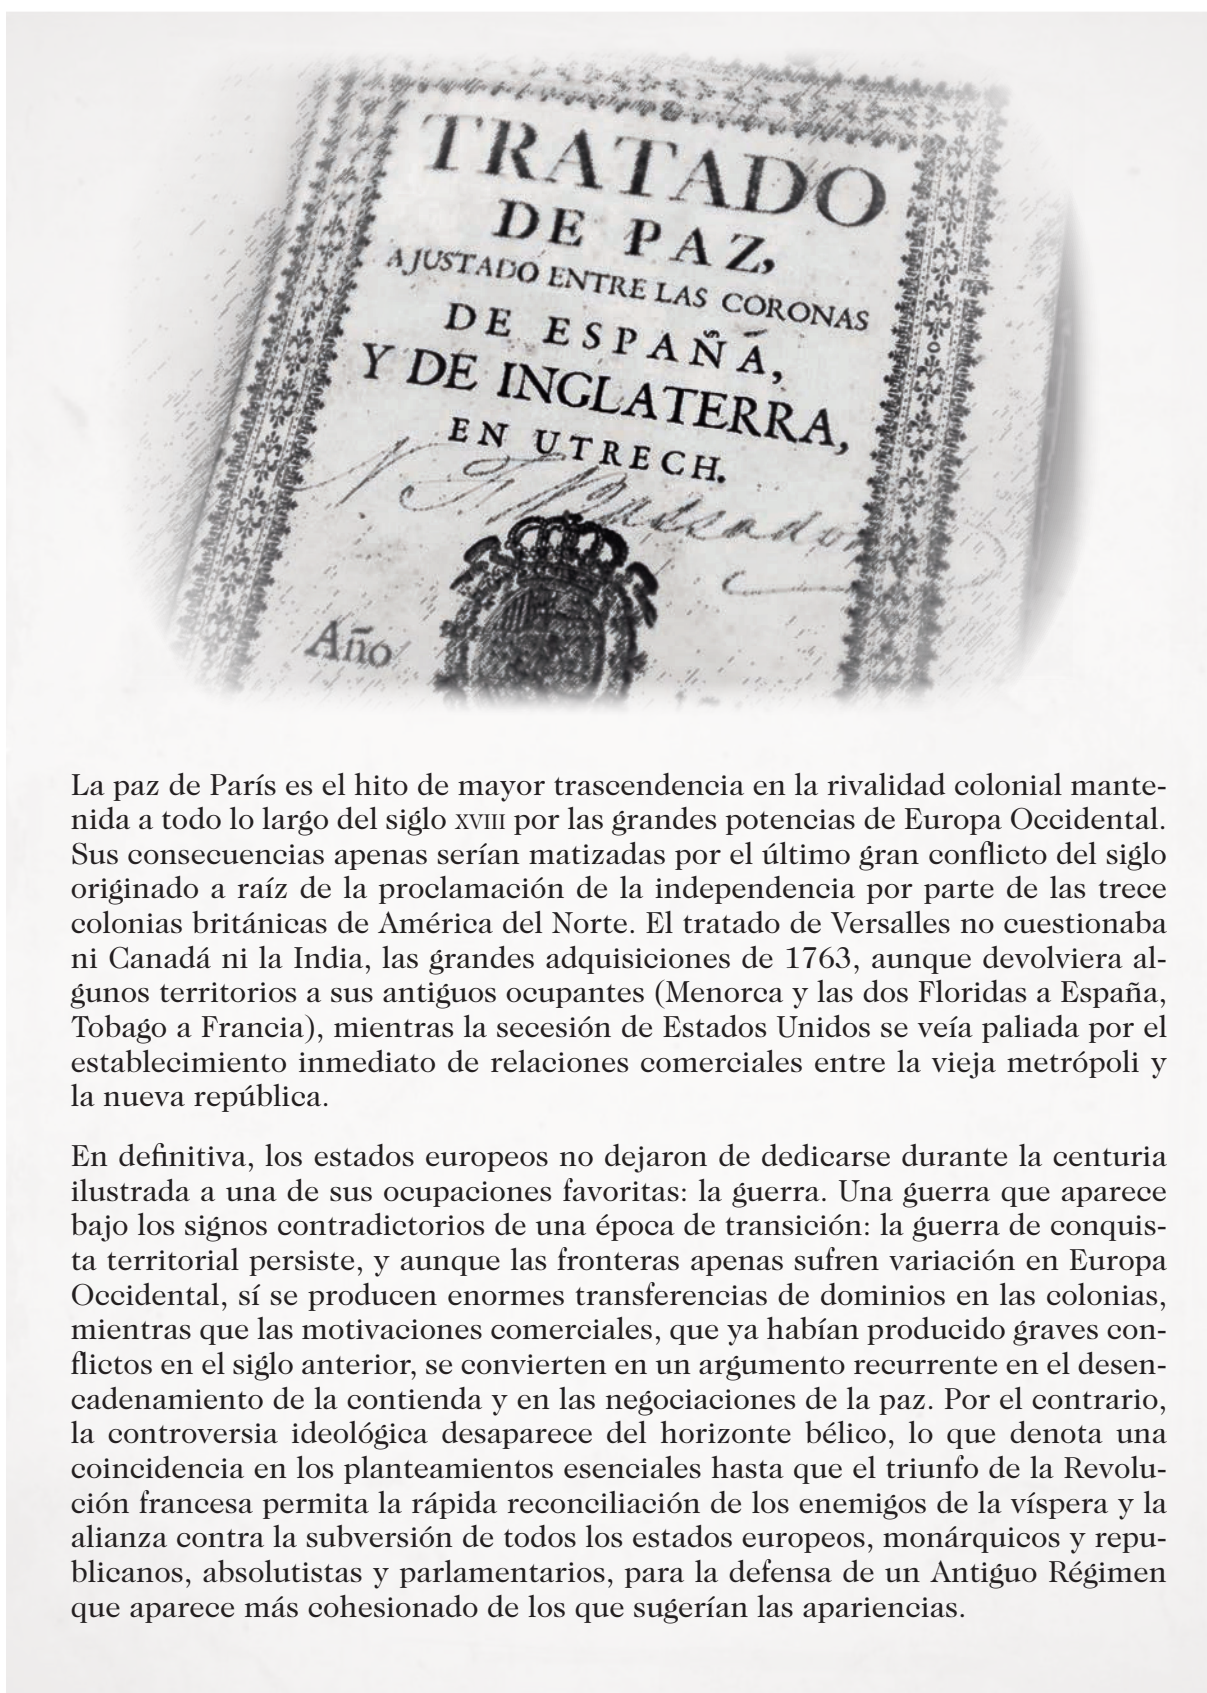 TRATADO
DE PAZ,
AJUSTADO ENTRE LAS CORONAS
DE ESPAÑA,
Y DE INGLATERRA,
EN UTRECH.
Año
La paz de París es el hito de mayor trascendencia en la rivalidad colonial mante-
nida a todo lo largo del siglo XVIII por las grandes potencias de Europa Occidental.
Sus consecuencias apenas serían matizadas por el último gran conflicto del siglo
originado a raíz de la proclamación de la independencia por parte de las trece
colonias británicas de América del Norte. El tratado de Versalles no cuestionaba
ni Canadá ni la India, las grandes adquisiciones de 1763, aunque devolviera al-
gunos territorios a sus antiguos ocupantes (Menorca y las dos Floridas a España,
Tobago a Francia), mientras la secesión de Estados Unidos se veía paliada por el
establecimiento inmediato de relaciones comerciales entre la vieja metrópoli y
la nueva república.
En definitiva, los estados europeos no dejaron de dedicarse durante la centuria
ilustrada a una de sus ocupaciones favoritas: la guerra. Una guerra que aparece
bajo los signos contradictorios de una época de transición: la guerra de conquis-
ta territorial persiste, y aunque las fronteras apenas sufren variación en Europa
Occidental, sí se producen enormes transferencias de dominios en las colonias,
mientras que las motivaciones comerciales, que ya habían producido graves con-
flictos en el siglo anterior, se convierten en un argumento recurrente en el desen-
cadenamiento de la contienda y en las negociaciones de la paz. Por el contrario,
la controversia ideológica desaparece del horizonte bélico, lo que denota una
coincidencia en los planteamientos esenciales hasta que el triunfo de la Revolu-
ción francesa permita la rápida reconciliación de los enemigos de la víspera y la
alianza contra la subversión de todos los estados europeos, monárquicos y repu-
blicanos, absolutistas y parlamentarios, para la defensa de un Antiguo Régimen
que aparece más cohesionado de los que sugerían las apariencias.